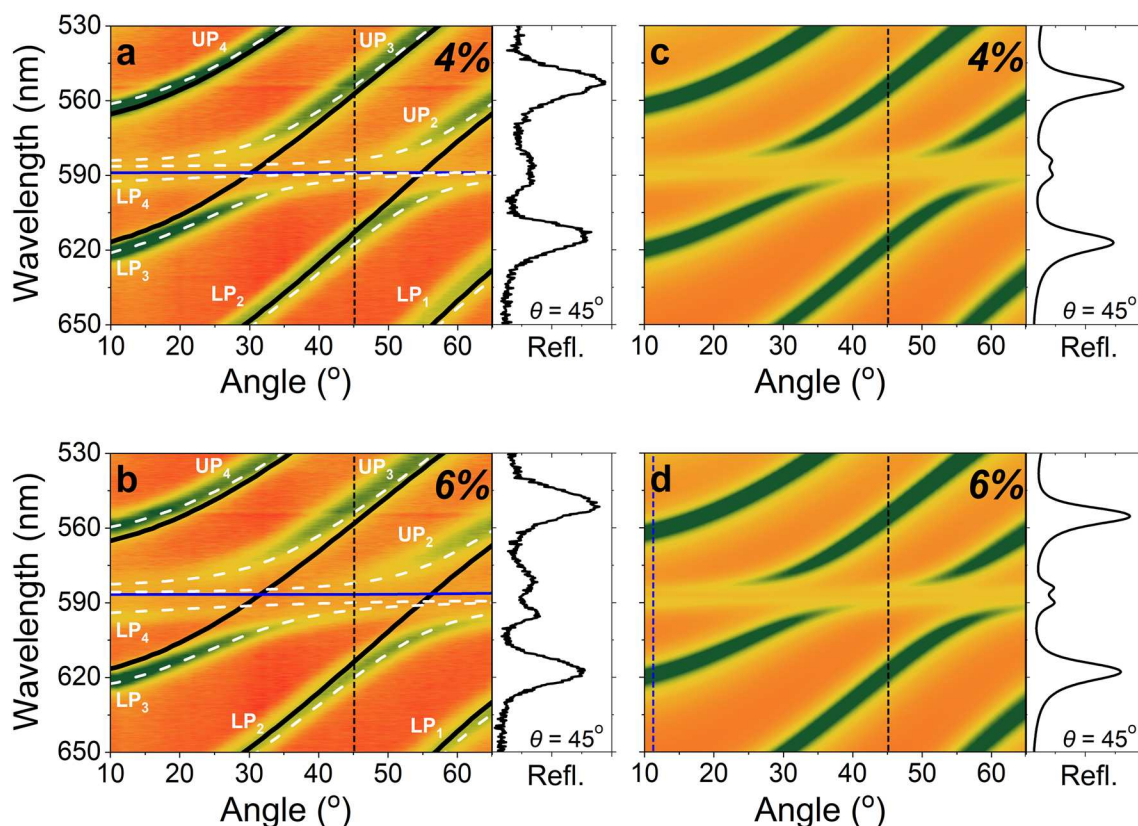 a
4%
UP4
UP3
UP2
LP4
LP3
LP2
LP1
530
560
590
620
650
Wavelength (nm)
10 20 30 40 50 60
Angle (°)
θ = 45°
Refl.
c
4%
10 20 30 40 50 60
Angle (°)
θ = 45°
Refl.
b
6%
UP4
UP3
UP2
LP4
LP3
LP2
LP1
530
560
590
620
650
Wavelength (nm)
10 20 30 40 50 60
Angle (°)
θ = 45°
Refl.
d
6%
10 20 30 40 50 60
Angle (°)
θ = 45°
Refl.